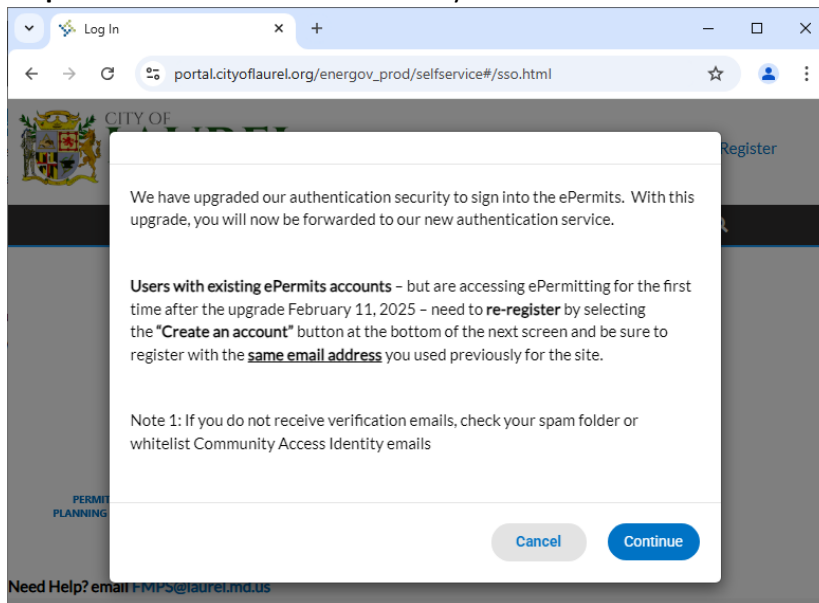 Log In
portal.cityoflaurel.org/energov_prod/selfservice#/sso.html
CITY OF
LAUREL
Register
We have upgraded our authentication security to sign into the ePermits. With this
upgrade, you will now be forwarded to our new authentication service.
Users with existing ePermits accounts – but are accessing ePermitting for the first
time after the upgrade February 11, 2025 – need to re-register by selecting
the "Create an account" button at the bottom of the next screen and be sure to
register with the same email address you used previously for the site.
Note 1: If you do not receive verification emails, check your spam folder or
whitelist Community Access Identity emails
PERMIT
PLANNING
Cancel Continue
Need Help? email FMPS@laurel.md.us